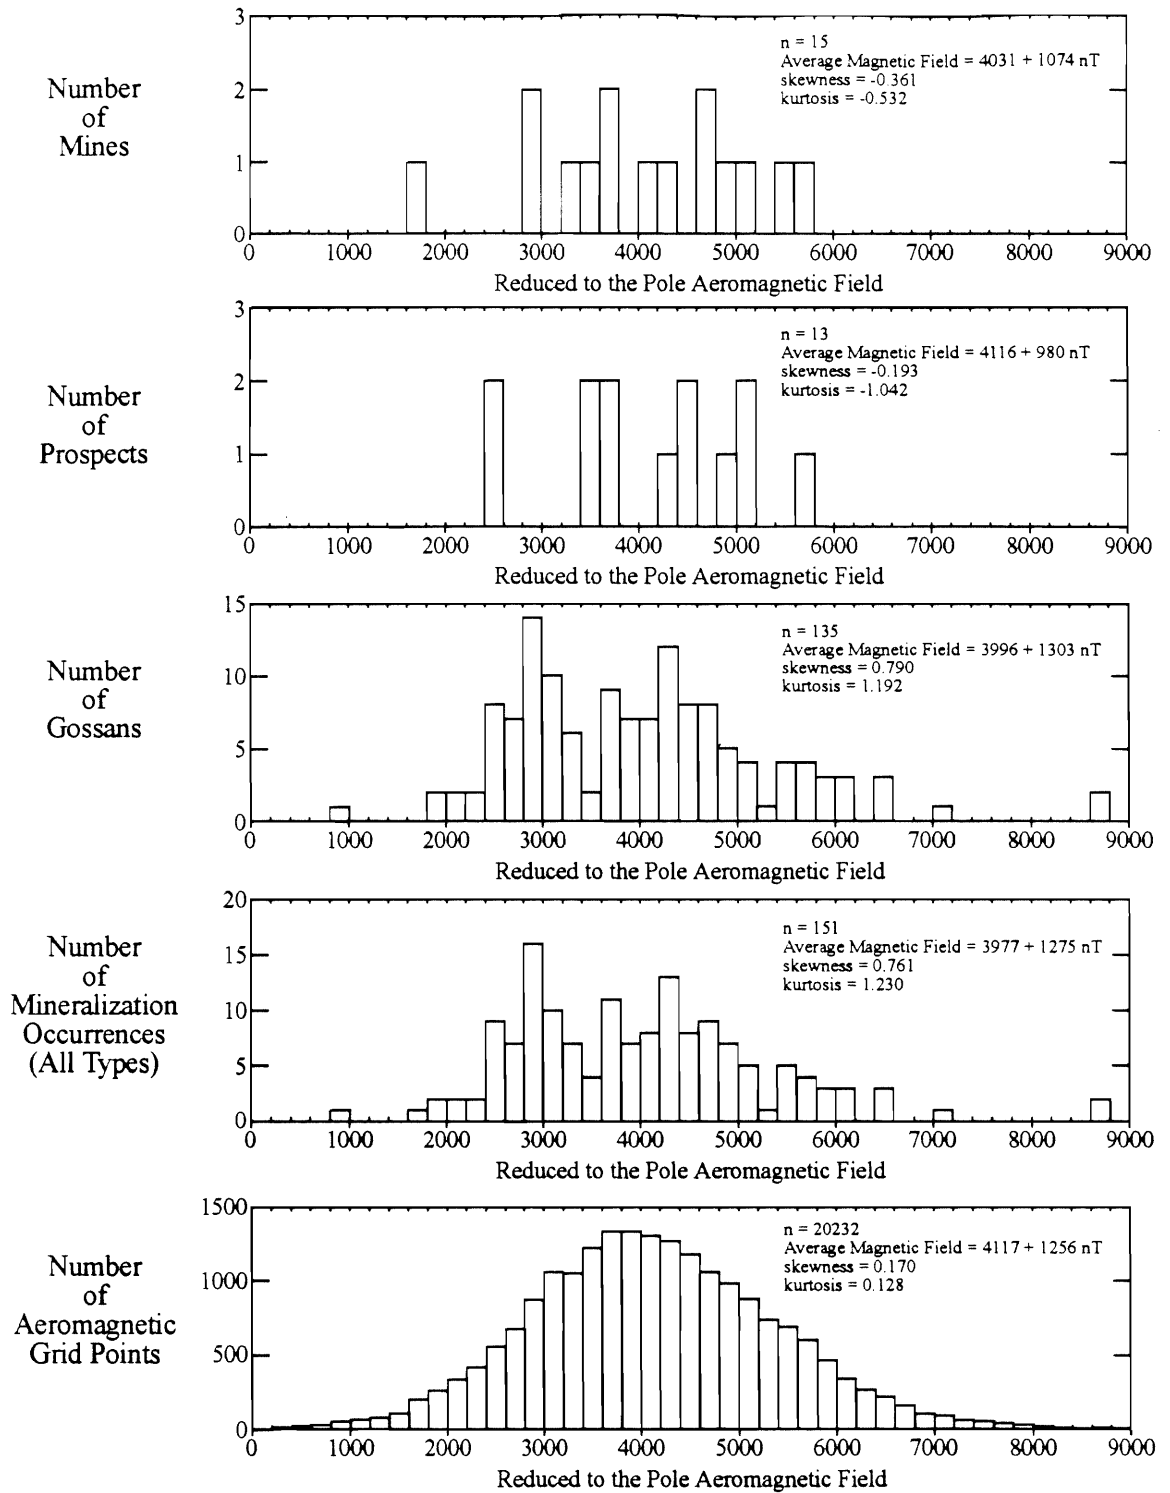 3
2
1
0
Number
of
Mines
n = 15
Average Magnetic Field = 4031 + 1074 nT
skewness = -0.361
kurtosis = -0.532
0 1000 2000 3000 4000 5000 6000 7000 8000 9000
Reduced to the Pole Aeromagnetic Field
3
2
1
0
Number
of
Prospects
n = 13
Average Magnetic Field = 4116 + 980 nT
skewness = -0.193
kurtosis = -1.042
0 1000 2000 3000 4000 5000 6000 7000 8000 9000
Reduced to the Pole Aeromagnetic Field
15
10
5
0
Number
of
Gossans
n = 135
Average Magnetic Field = 3996 + 1303 nT
skewness = 0.790
kurtosis = 1.192
0 1000 2000 3000 4000 5000 6000 7000 8000 9000
Reduced to the Pole Aeromagnetic Field
20
15
10
5
0
Number
of
Mineralization
Occurrences
(All Types)
n = 151
Average Magnetic Field = 3977 + 1275 nT
skewness = 0.761
kurtosis = 1.230
0 1000 2000 3000 4000 5000 6000 7000 8000 9000
Reduced to the Pole Aeromagnetic Field
1500
1000
500
0
Number
of
Aeromagnetic
Grid Points
n = 20232
Average Magnetic Field = 4117 + 1256 nT
skewness = 0.170
kurtosis = 0.128
0 1000 2000 3000 4000 5000 6000 7000 8000 9000
Reduced to the Pole Aeromagnetic Field